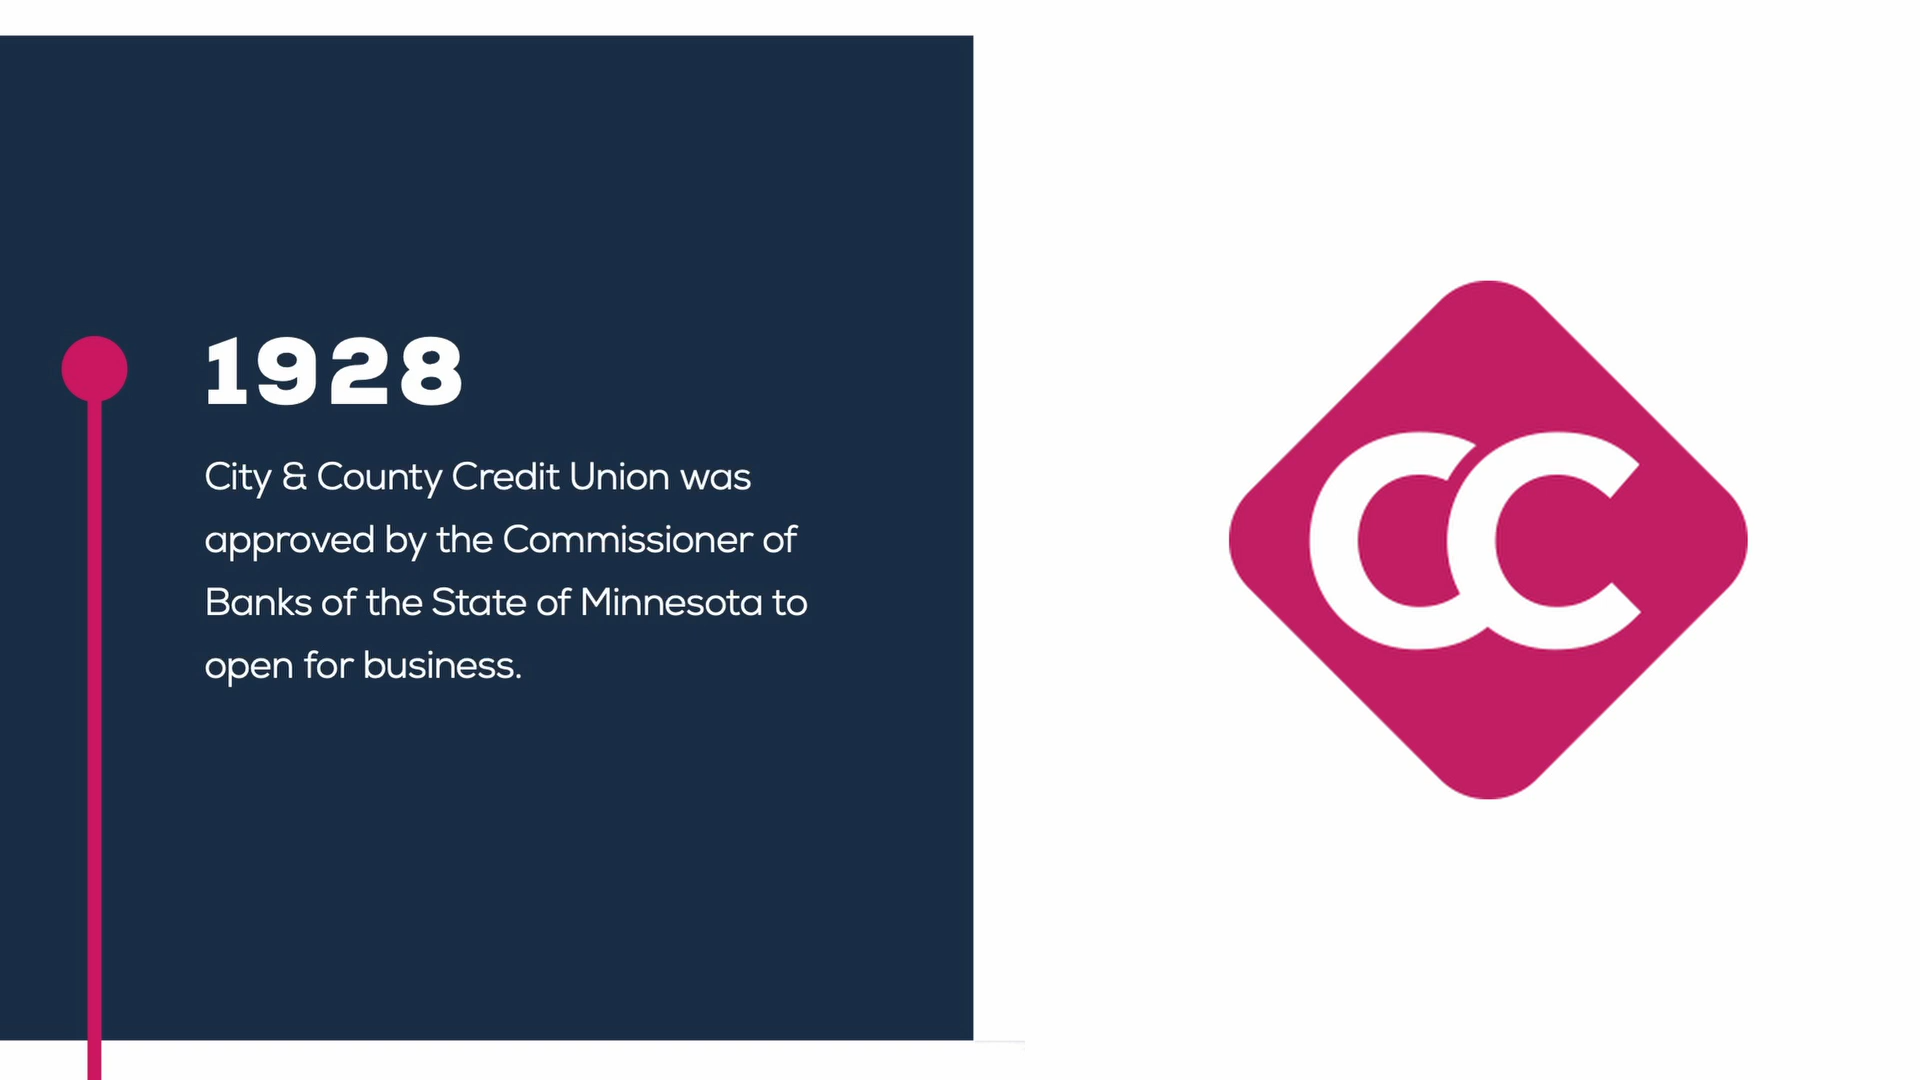 1928
City & County Credit Union was
approved by the Commissioner of
Banks of the State of Minnesota to
open for business.
CC